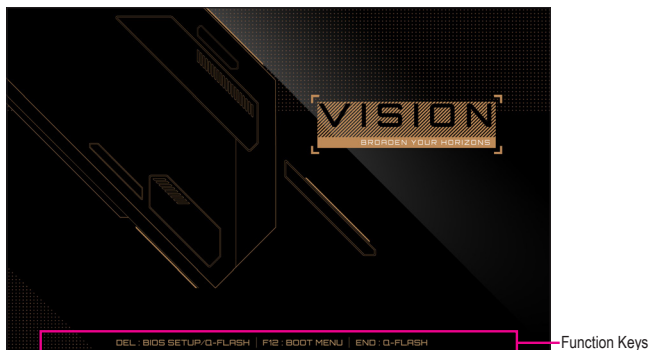 VISION
BROADEN YOUR HORIZONS
DEL : BIOS SETUP/Q-FLASH | F12 : BOOT MENU | END : Q-FLASH
Function Keys